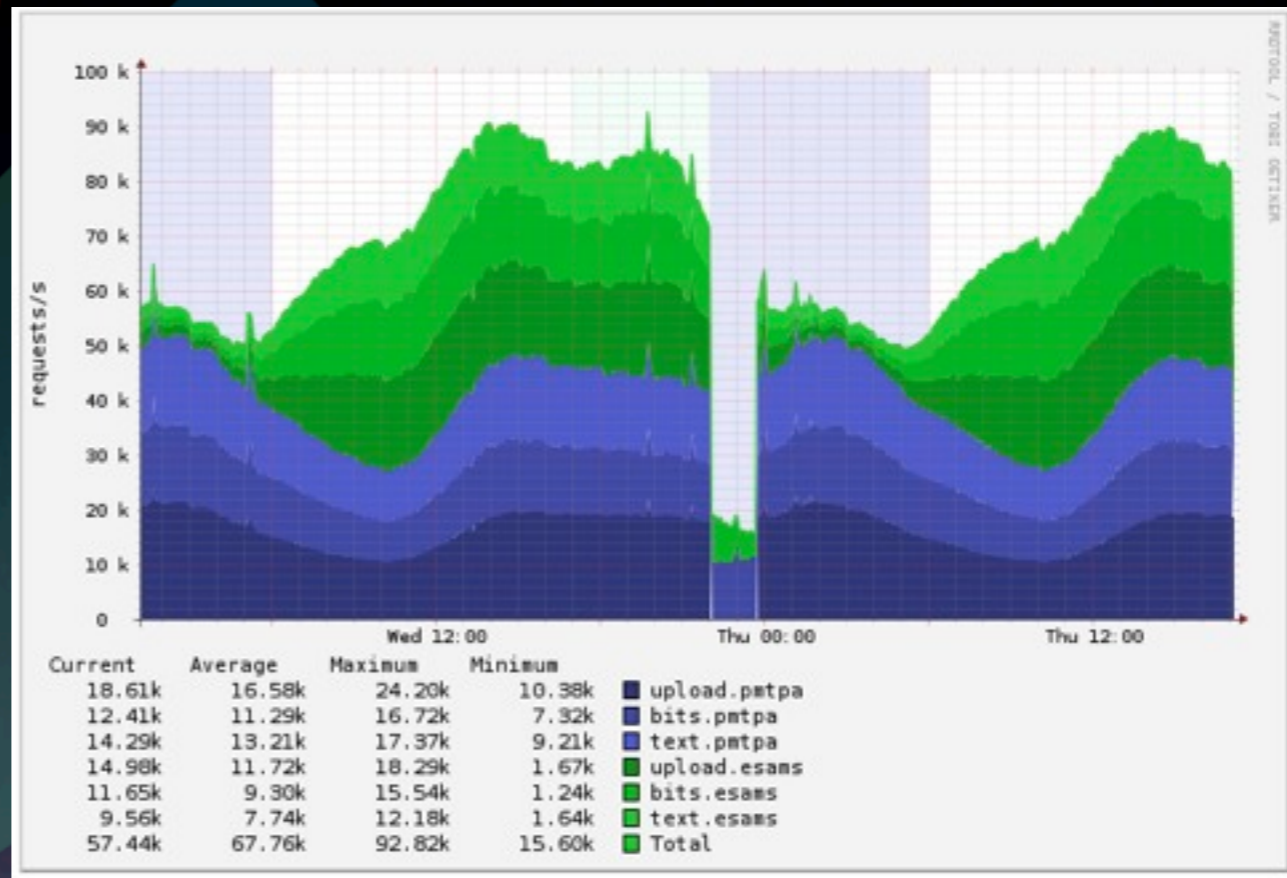 RRDTOOL / TOBI OETIKER
100 k
90 k
80 k
70 k
60 k
50 k
40 k
30 k
20 k
10 k
0
requests/s
Wed 12:00 Thu 00:00 Thu 12:00
Current Average Maximum Minimum
18.61k 16.58k 24.20k 10.38k upload.pmtpa
12.41k 11.29k 16.72k 7.32k bits.pmtpa
14.29k 13.21k 17.37k 9.21k text.pmtpa
14.98k 11.72k 18.29k 1.67k upload.esams
11.65k 9.30k 15.54k 1.24k bits.esams
9.56k 7.74k 12.18k 1.64k text.esams
57.44k 67.76k 92.82k 15.60k Total